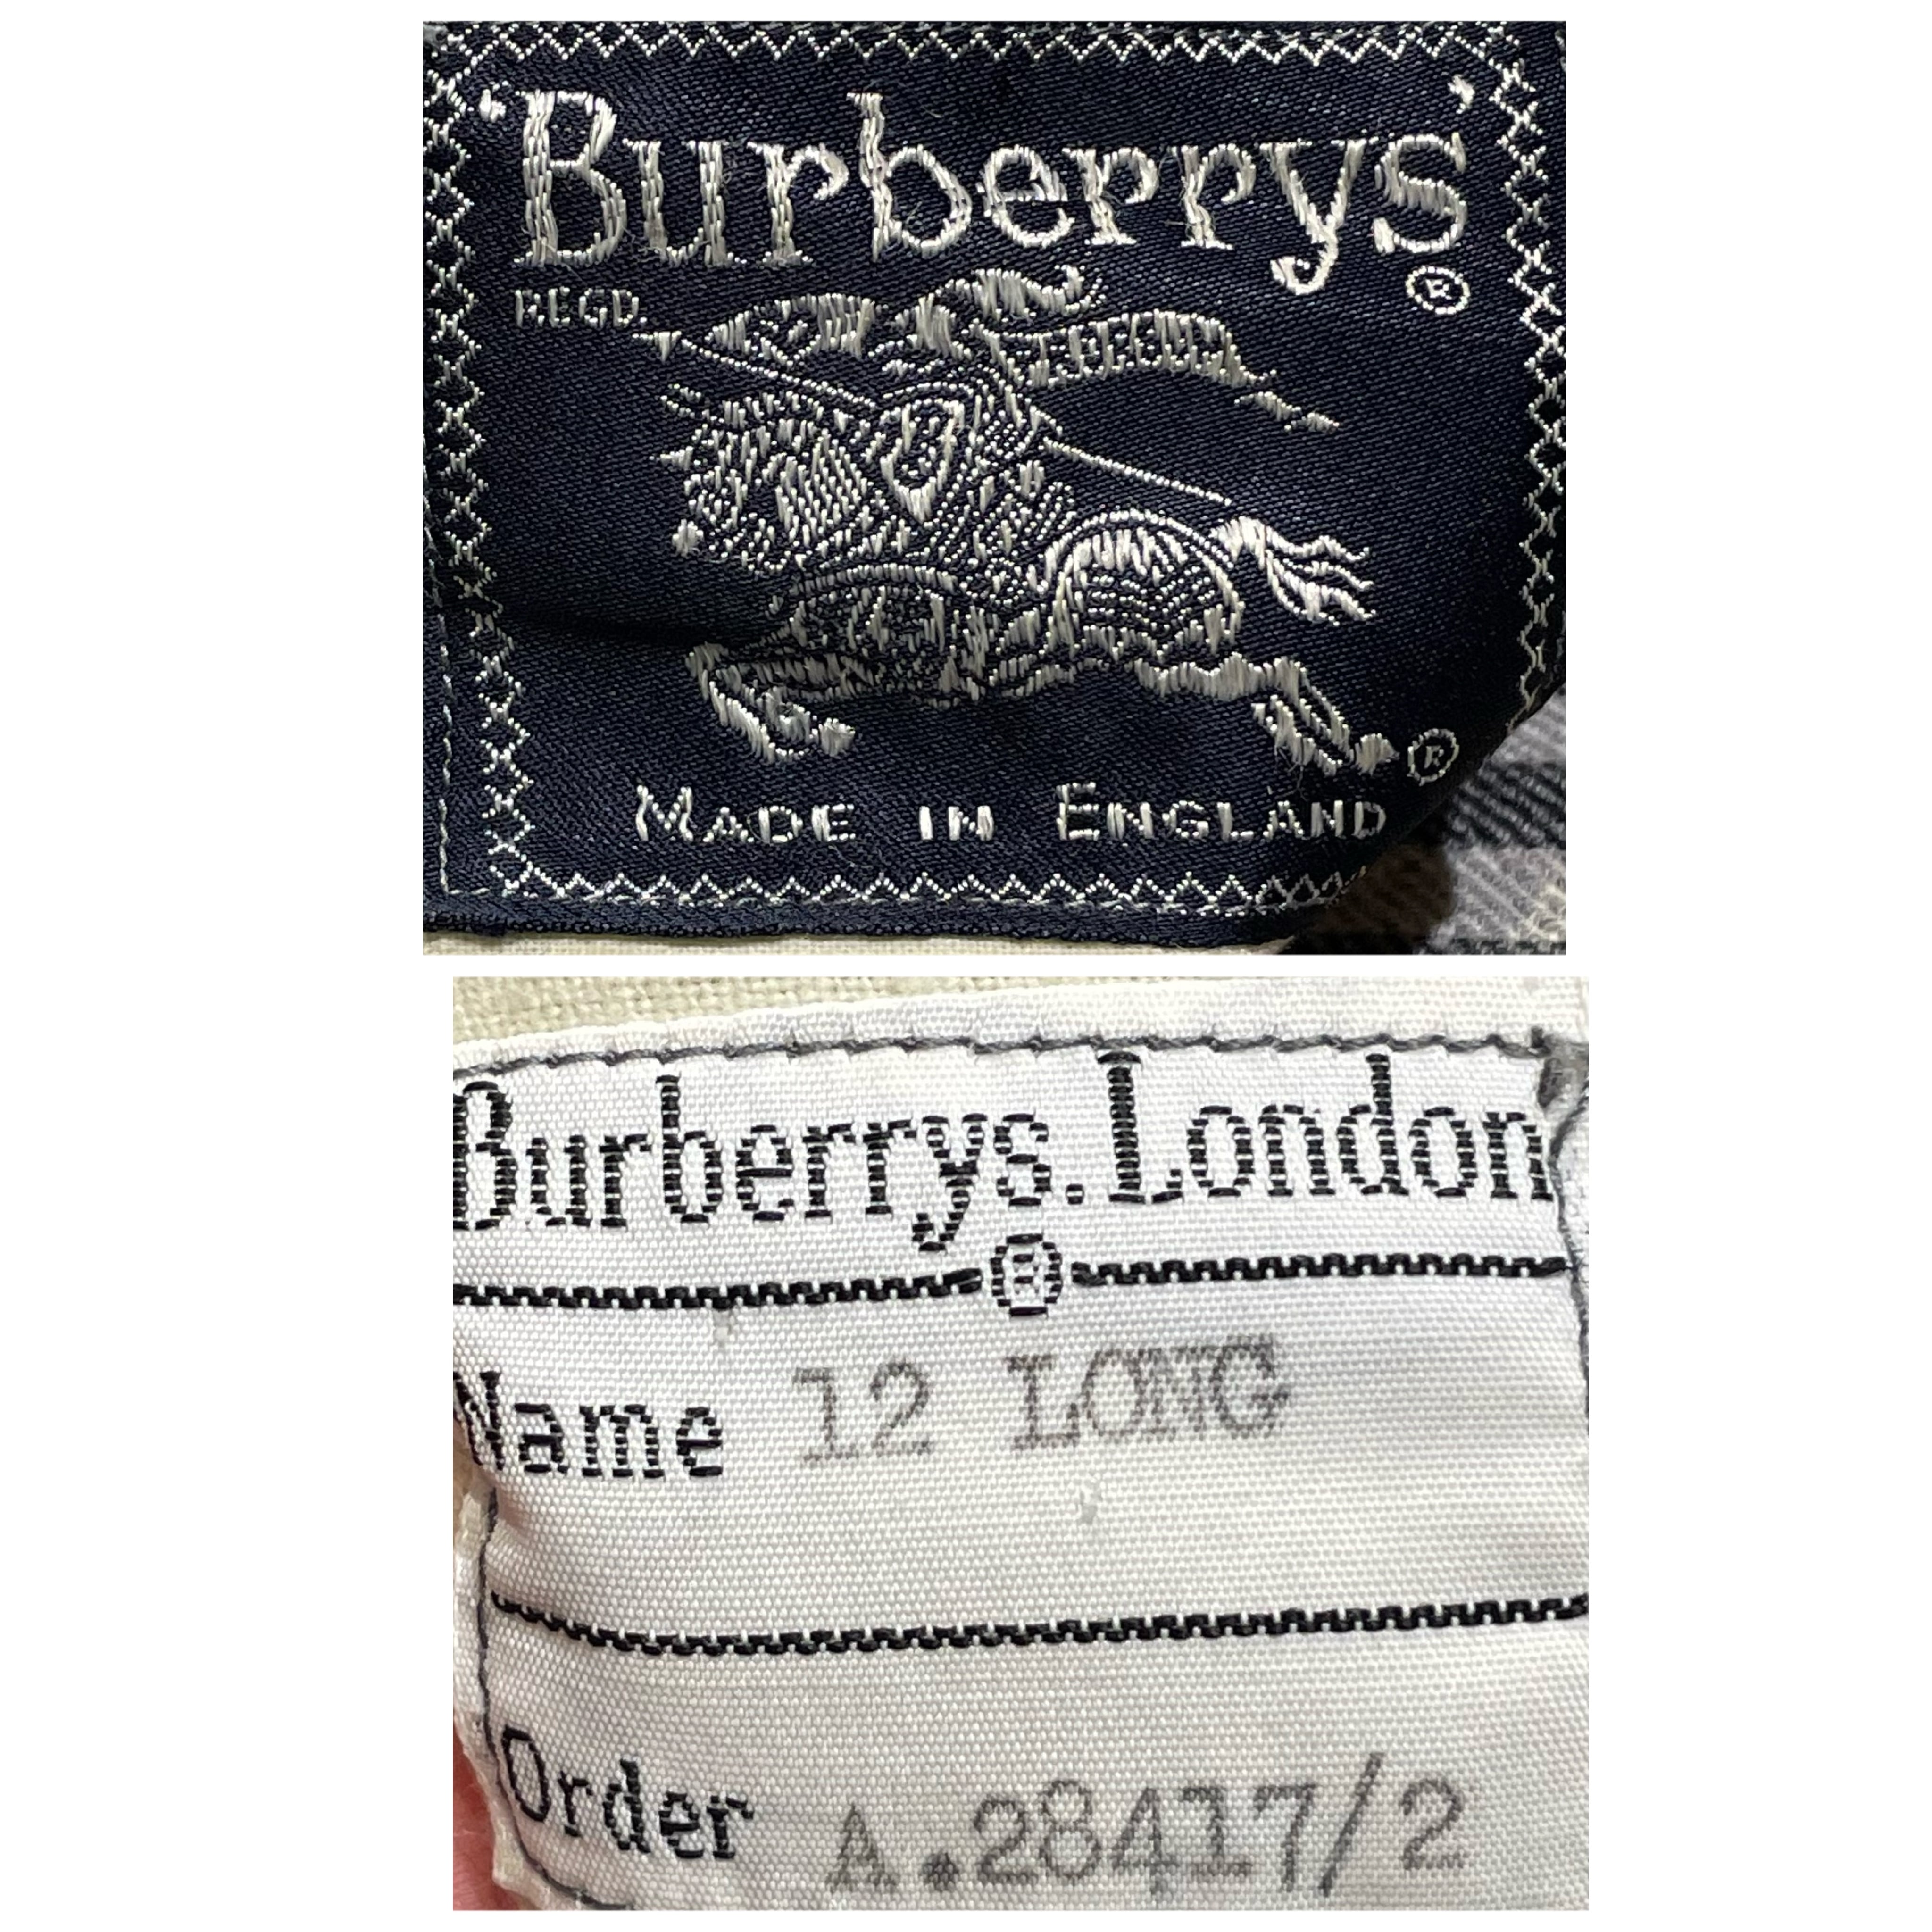 'Burberrys'
®
REGD.
B
MADE IN ENGLAND
®
Burberrys. London
®
Name 12 LONG
Order A.28417/2